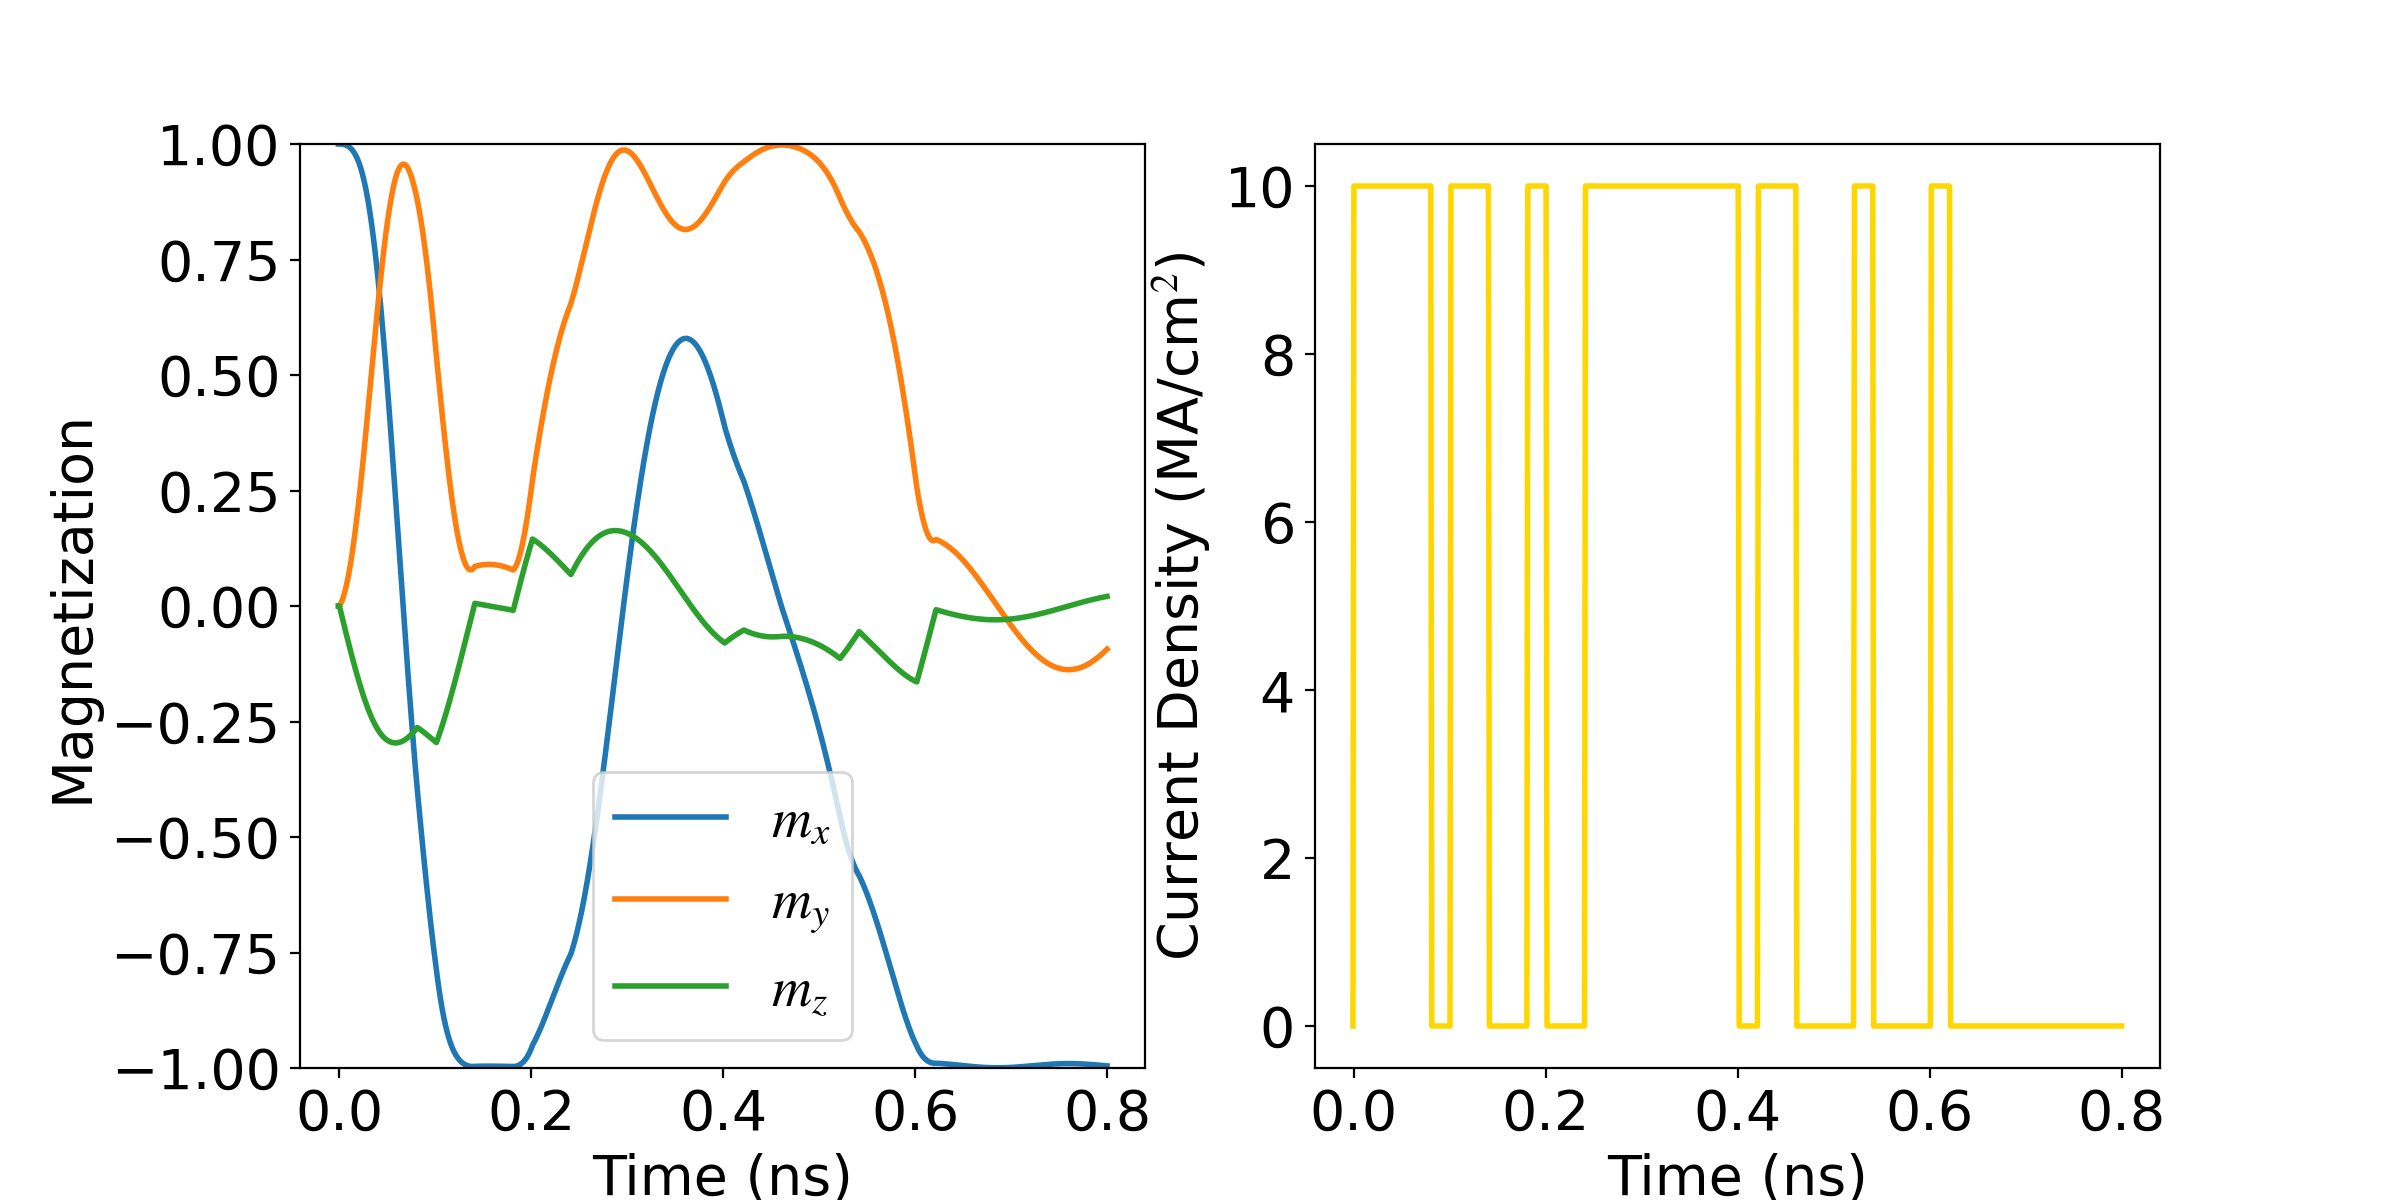 1.00
0.75
0.50
0.25
0.00
−0.25
−0.50
−0.75
−1.00
Magnetization
0.0 0.2 0.4 0.6 0.8
Time (ns)
m_x
m_y
m_z
10
8
6
4
2
0
Current Density (MA/cm²)
0.0 0.2 0.4 0.6 0.8
Time (ns)